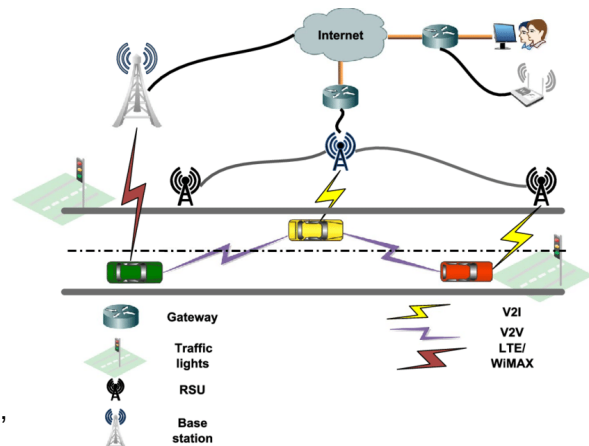 Internet
Gateway
Traffic
lights
RSU
Base
station
V2I
V2V
LTE/
WiMAX
,